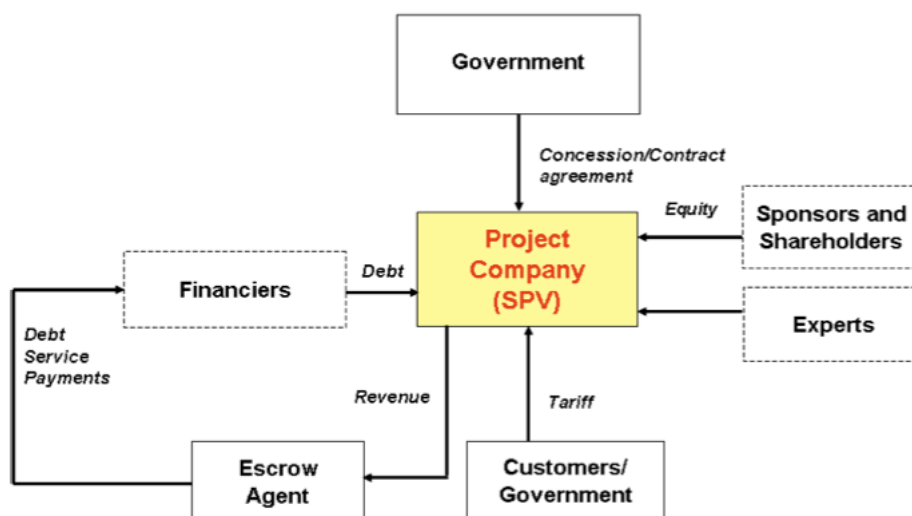 Government
Concession/Contract
agreement
Equity
Sponsors and
Shareholders
Project
Company
(SPV)
Financiers
Debt
Experts
Debt
Service
Payments
Revenue
Tariff
Escrow
Agent
Customers/
Government